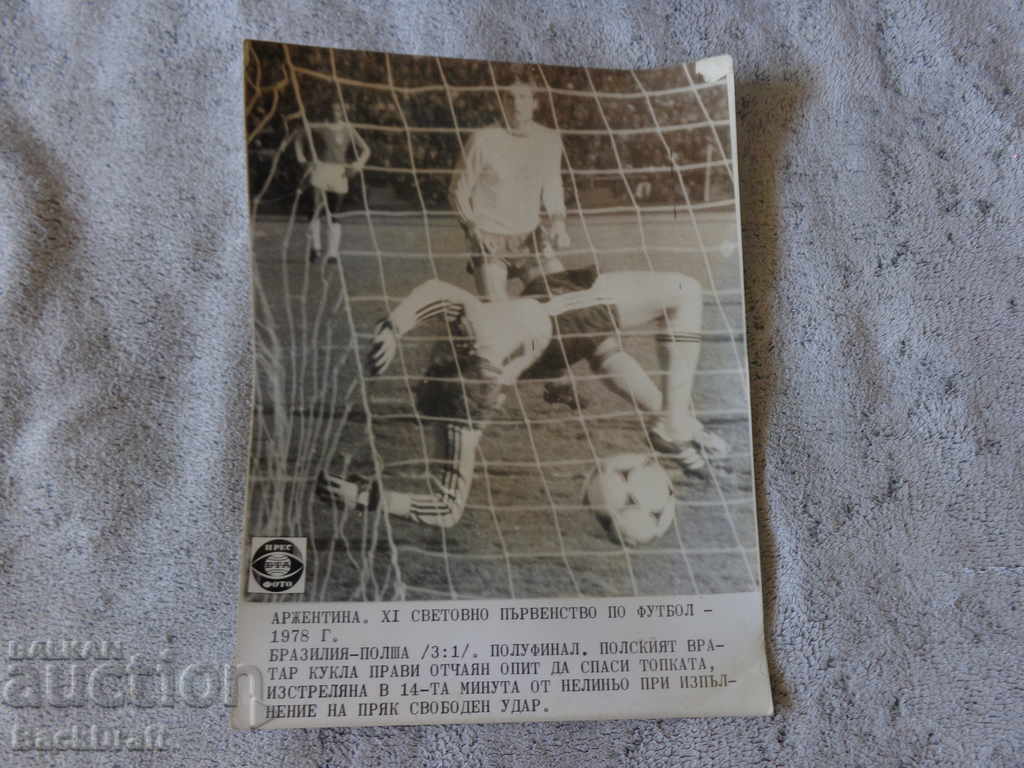 ПРЕС
БТА
ФОТО
АРЖЕНТИНА. XI СВЕТОВНО ПЪРВЕНСТВО ПО ФУТБОЛ –
1978 Г.
БРАЗИЛИЯ–ПОЛША /3:1/. ПОЛУФИНАЛ. ПОЛСКИЯТ ВРА-
ТАР КУКЛА ПРАВИ ОТЧАЯН ОПИТ ДА СПАСИ ТОПКАТА,
ИЗСТРЕЛЯНА В 14–ТА МИНУТА ОТ НЕЛИНЬО ПРИ ИЗПЪЛ-
НЕНИЕ НА ПРЯК СВОБОДЕН УДАР.
БАЛКАН
auction
Backbiail